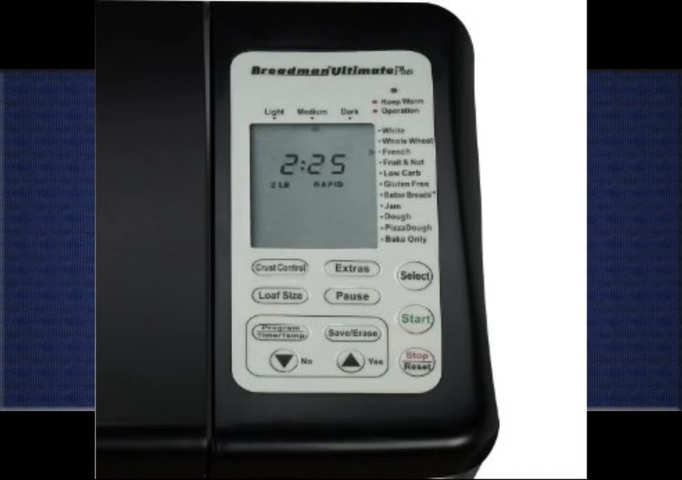 Breadman Ultimate Plus
Keep Warm
Light Medium Dark
Operation
White
Whole Wheat
French
2:25
Fruit & Nut
Low Carb
2 LB RAPID
Gluten Free
Batter Breads™
Jam
Dough
PizzaDough
Bake Only
Crust Control Extras
Select
Loaf Size Pause
Start
Program
Time/Temp. Save/Erase
Stop
Reset
No Yes